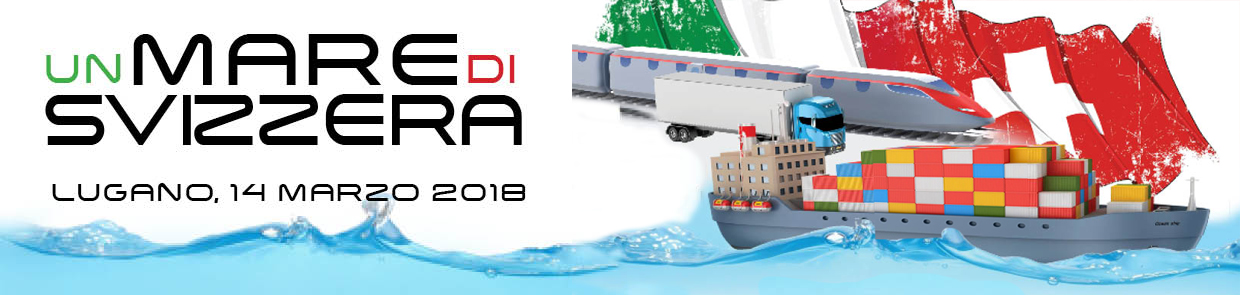 UN MARE DI
SVIZZERA
LUGANO, 14 MARZO 2018